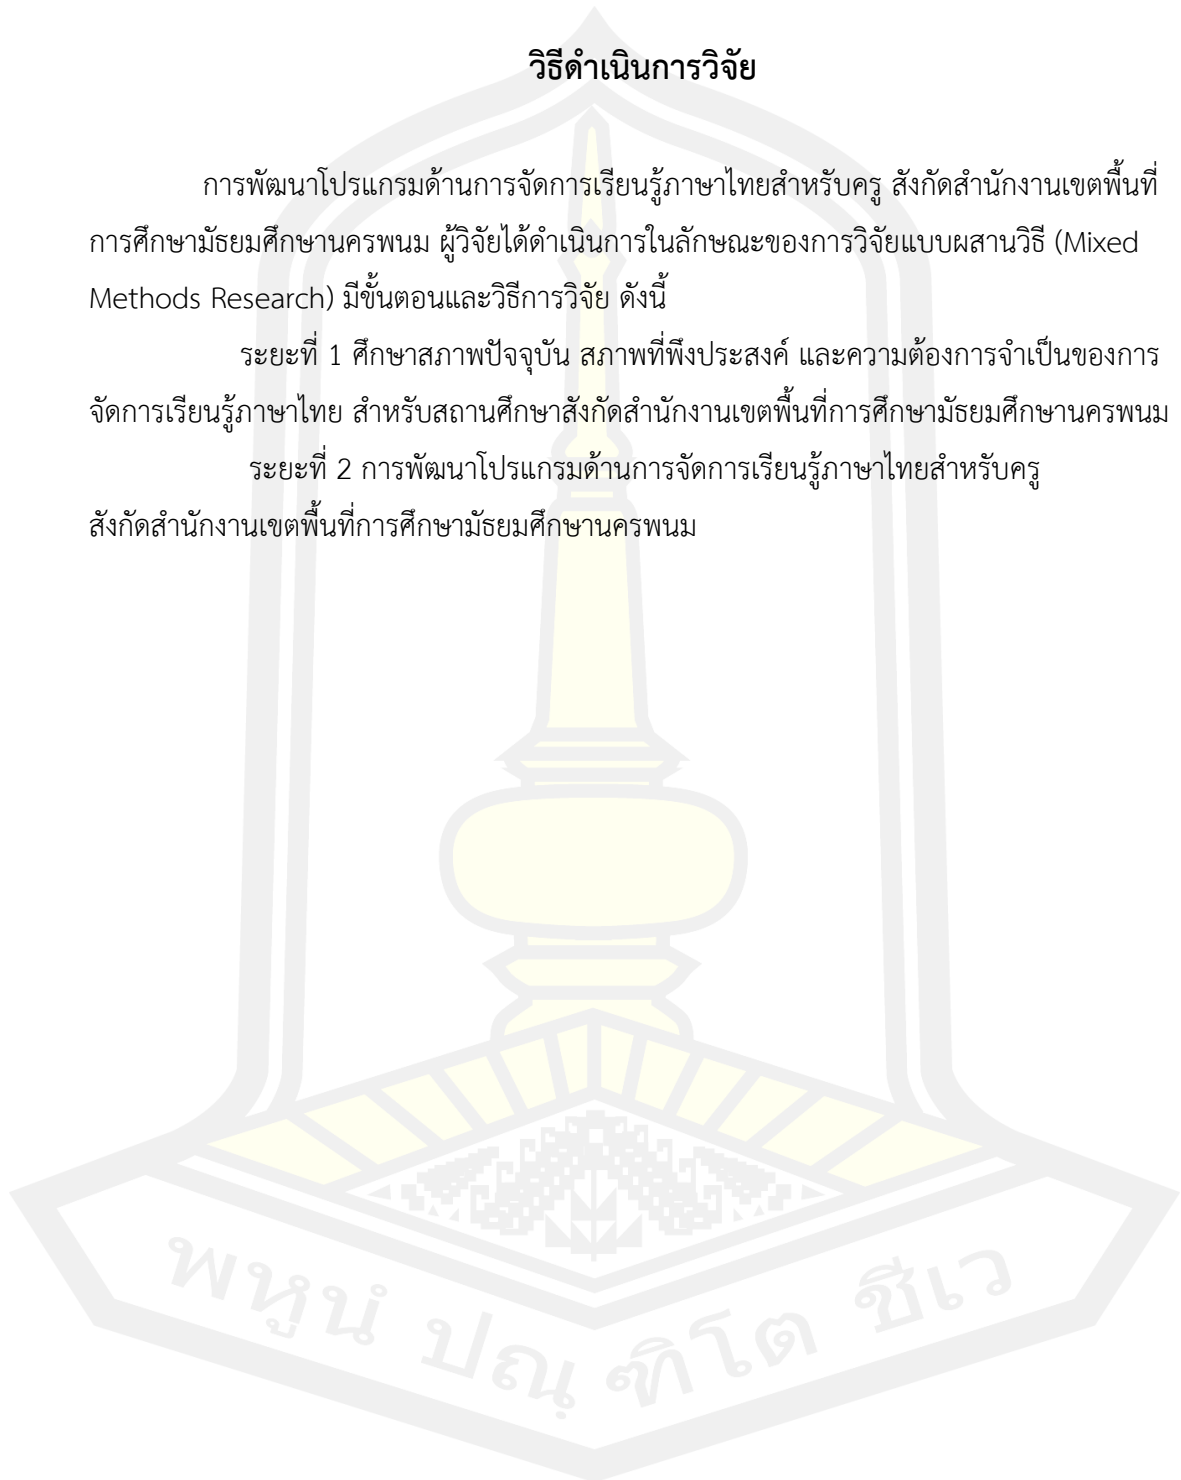 วิธีดำเนินการวิจัย
การพัฒนาโปรแกรมด้านการจัดการเรียนรู้ภาษาไทยสำหรับครู สังกัดสำนักงานเขตพื้นที่
การศึกษามัธยมศึกษานครพนม ผู้วิจัยได้ดำเนินการในลักษณะของการวิจัยแบบผสานวิธี (Mixed
Methods Research) มีขั้นตอนและวิธีการวิจัย ดังนี้
ระยะที่ 1 ศึกษาสภาพปัจจุบัน สภาพที่พึงประสงค์ และความต้องการจำเป็นของการ
จัดการเรียนรู้ภาษาไทย สำหรับสถานศึกษาสังกัดสำนักงานเขตพื้นที่การศึกษามัธยมศึกษานครพนม
ระยะที่ 2 การพัฒนาโปรแกรมด้านการจัดการเรียนรู้ภาษาไทยสำหรับครู
สังกัดสำนักงานเขตพื้นที่การศึกษามัธยมศึกษานครพนม
พหูนํ ปณฺฑิโต ชีเว